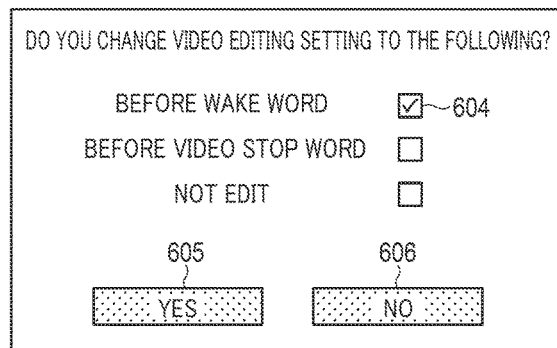 DO YOU CHANGE VIDEO EDITING SETTING TO THE FOLLOWING?
BEFORE WAKE WORD 604
BEFORE VIDEO STOP WORD
NOT EDIT
605 606
YES NO